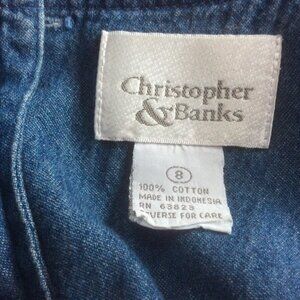 Christopher
& Banks
8
100% COTTON
MADE IN INDONESIA
RN 63823
REVERSE FOR CARE